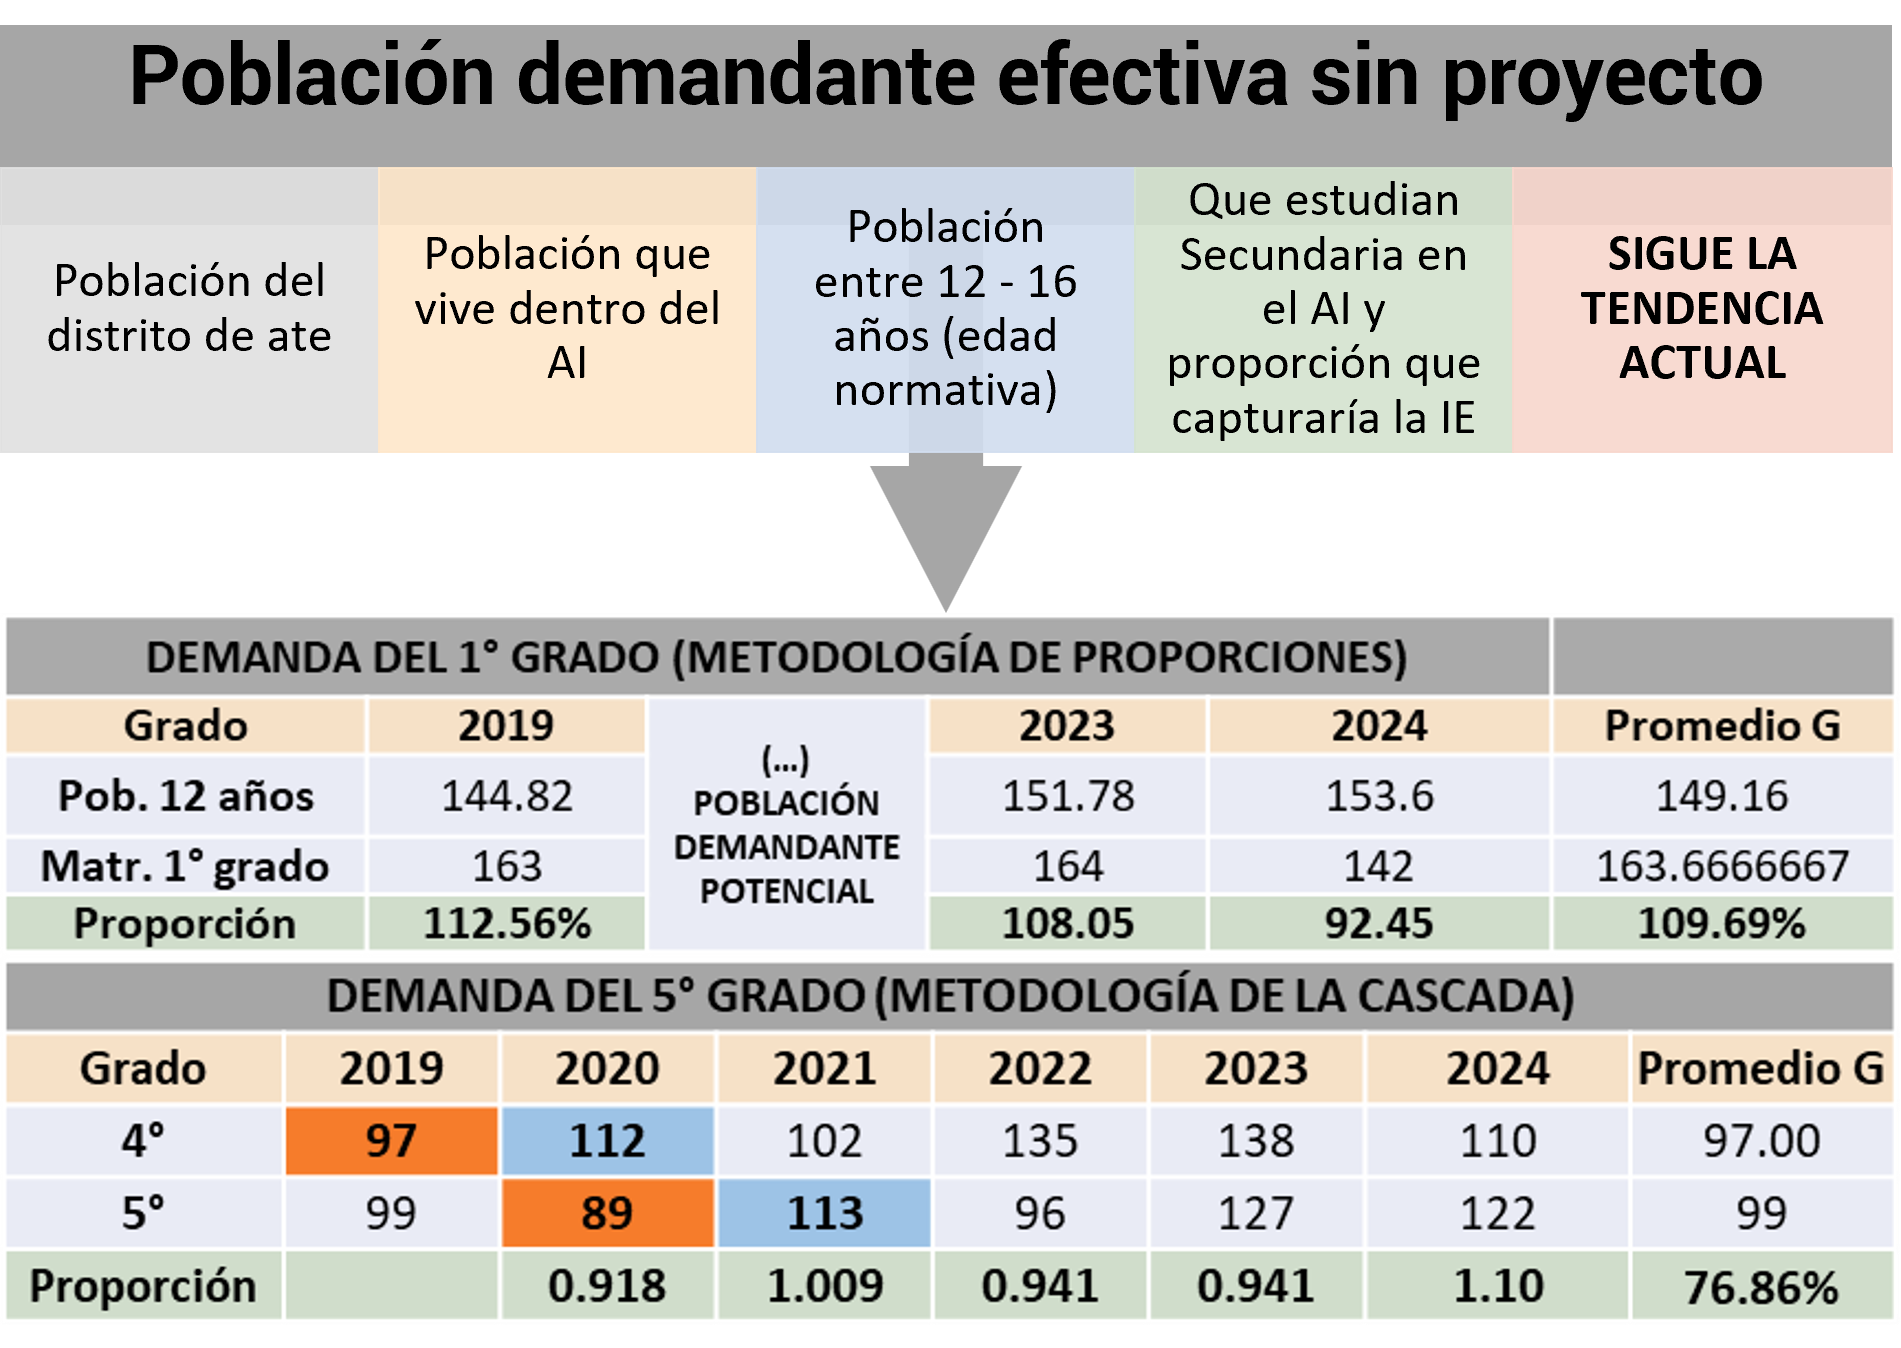 Población demandante efectiva sin proyecto
Población del
distrito de ate
Población que
vive dentro del
AI
Población
entre 12 - 16
años (edad
normativa)
Que estudian
Secundaria en
el AI y
proporción que
capturaría la IE
SIGUE LA
TENDENCIA
ACTUAL
DEMANDA DEL 1° GRADO (METODOLOGÍA DE PROPORCIONES)
Grado 2019 2023 2024 Promedio G
(...)
POBLACIÓN
DEMANDANTE
POTENCIAL
Pob. 12 años 144.82 151.78 153.6 149.16
Matr. 1° grado 163 164 142 163.6666667
Proporción 112.56% 108.05 92.45 109.69%
DEMANDA DEL 5° GRADO (METODOLOGÍA DE LA CASCADA)
Grado 2019 2020 2021 2022 2023 2024 Promedio G
4° 97 112 102 135 138 110 97.00
5° 99 89 113 96 127 122 99
Proporción 0.918 1.009 0.941 0.941 1.10 76.86%